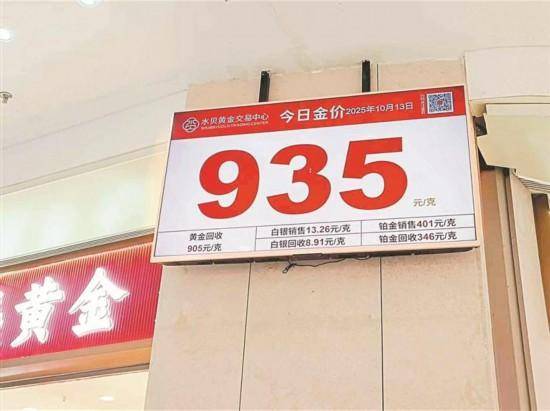 水贝黄金交易中心 今日金价 2025年10月13日
SHUIBEI GOLD TRADING CENTER
935 元/克
黄金回收
905元/克
白银销售13.26元/克
白银回收8.91元/克
铂金销售401元/克
铂金回收346元/克
黄金